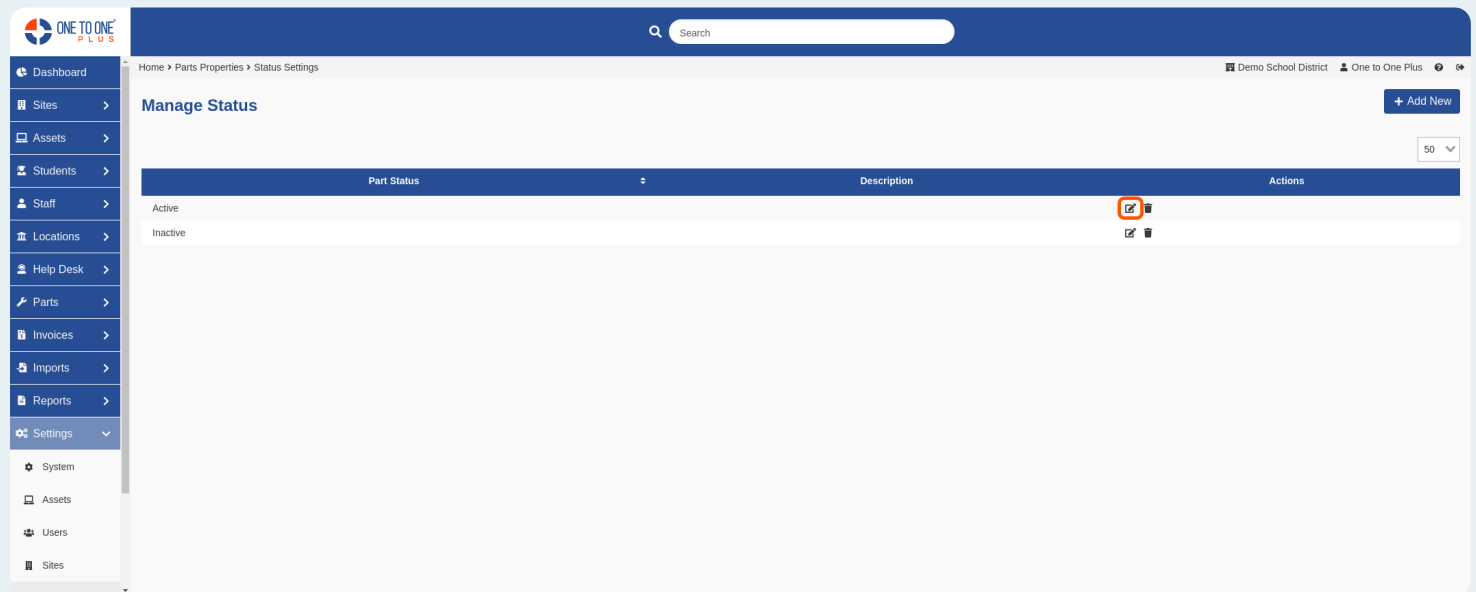 ONE TO ONE®
PLUS
Search
Home > Parts Properties > Status Settings
Demo School District
One to One Plus
Dashboard
Sites
Assets
Students
Staff
Locations
Help Desk
Parts
Invoices
Imports
Reports
Settings
System
Assets
Users
Sites
Manage Status
+ Add New
50
Part Status Description Actions
Active
Inactive